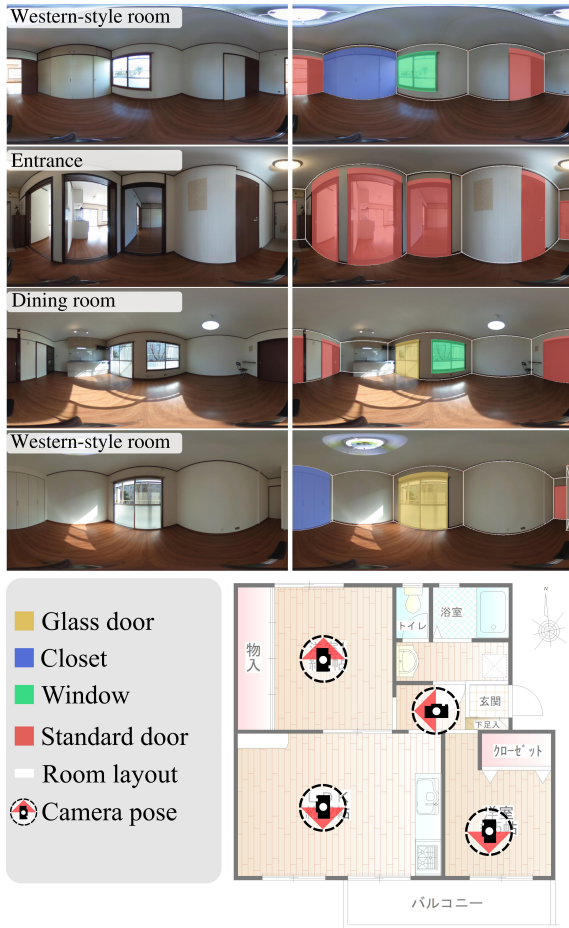 Western-style room
Entrance
Dining room
Western-style room
Glass door
Closet
Window
Standard door
Room layout
Camera pose
N
トイレ
浴室
物入
玄関
下足入
クローゼット
洋室
バルコニー